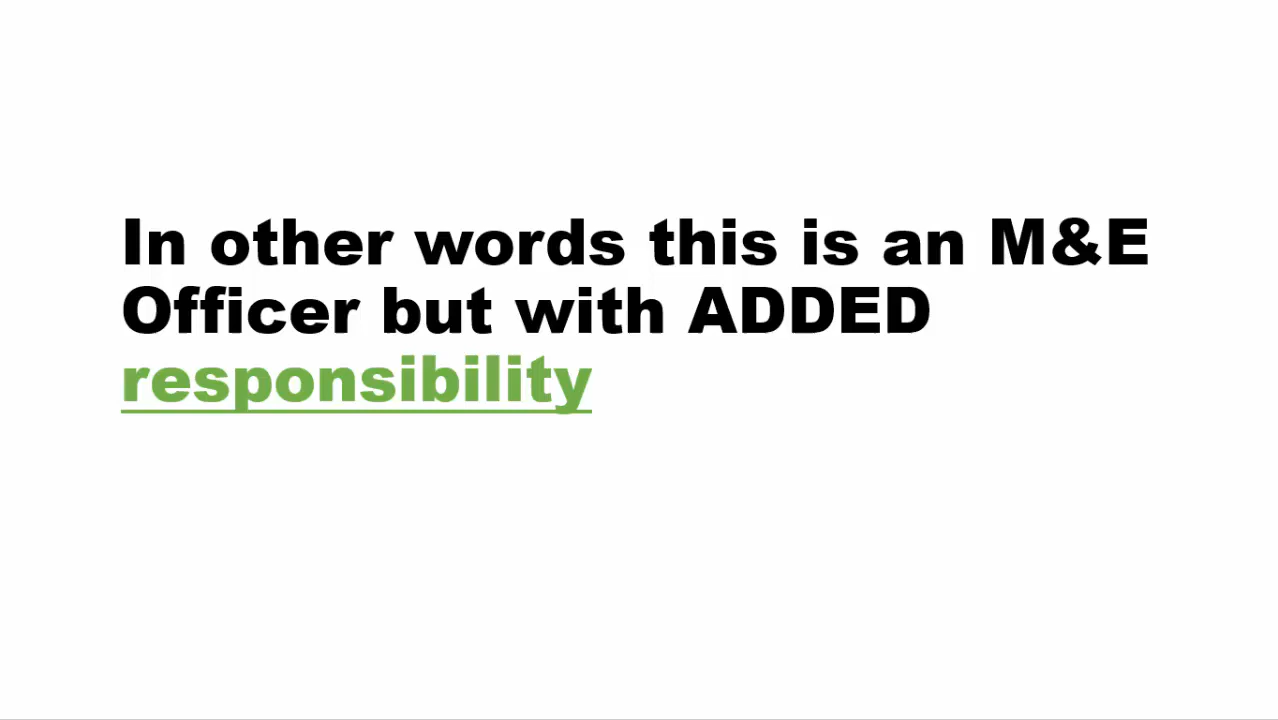 In other words this is an M&E
Officer but with ADDED
responsibility